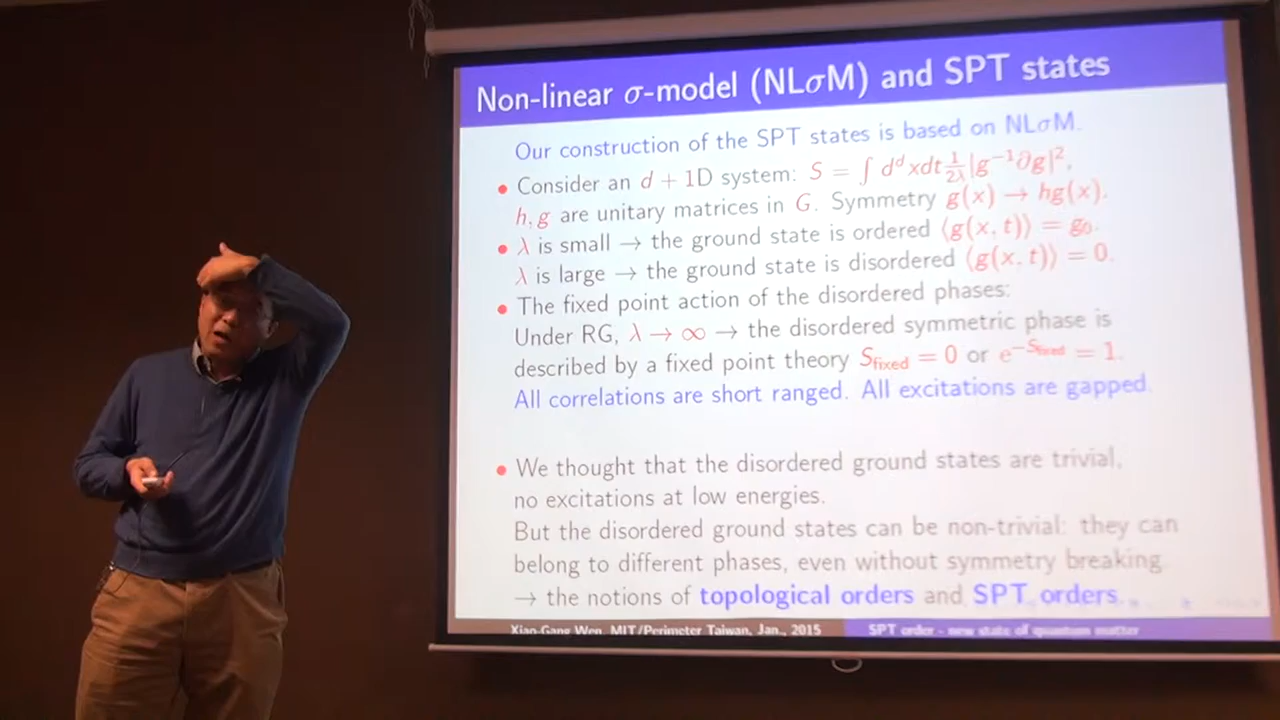 Non-linear σ-model (NLσM) and SPT states
Our construction of the SPT states is based on NLσM.
• Consider an d + 1D system: S = ∫ d^d xdt 1/2λ |g⁻¹∂g|²,
h, g are unitary matrices in G. Symmetry g(x) → hg(x).
• λ is small → the ground state is ordered ⟨g(x, t)⟩ = g₀.
λ is large → the ground state is disordered ⟨g(x, t)⟩ = 0.
• The fixed point action of the disordered phases:
Under RG, λ → ∞ → the disordered symmetric phase is
described by a fixed point theory S_fixed = 0 or e^{-S_fixed} = 1.
All correlations are short ranged. All excitations are gapped.
• We thought that the disordered ground states are trivial,
no excitations at low energies.
But the disordered ground states can be non-trivial: they can
belong to different phases, even without symmetry breaking.
→ the notions of topological orders and SPT orders.
Xiao-Gang Wen, MIT/Perimeter Taiwan, Jan., 2015
SPT order - new state of quantum matter